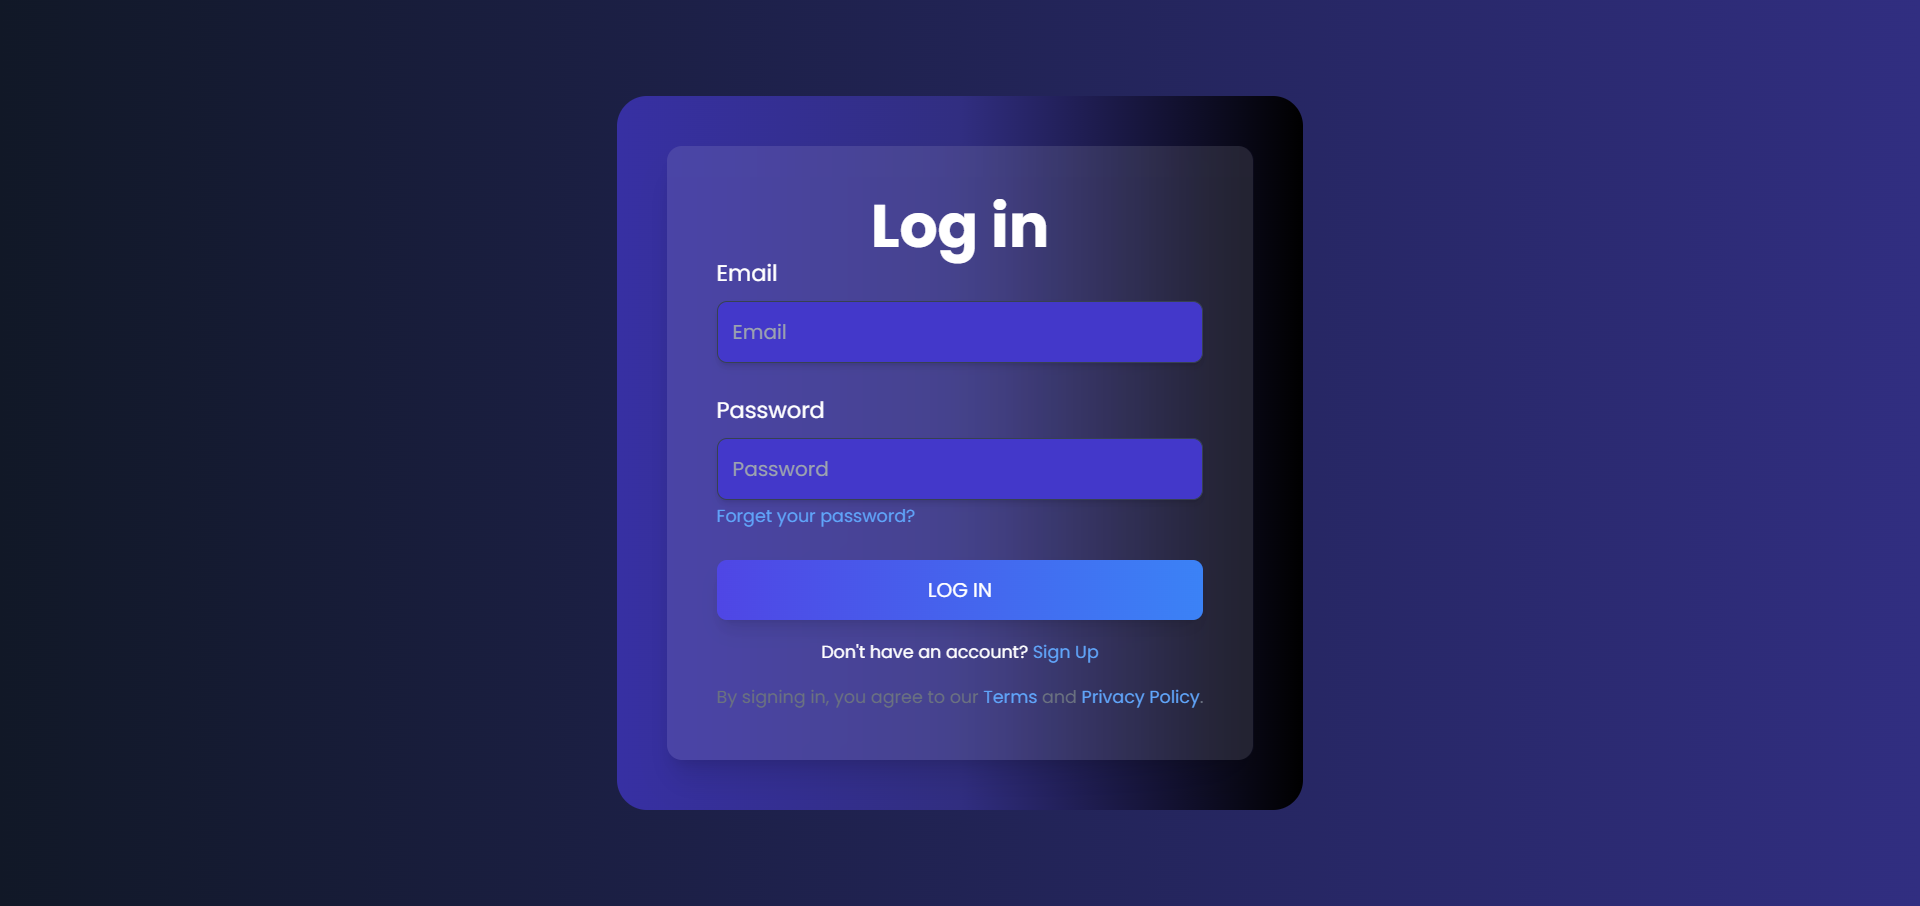 Log in
Email
Email
Password
Password
Forget your password?
LOG IN
Don't have an account? Sign Up
By signing in, you agree to our Terms and Privacy Policy.